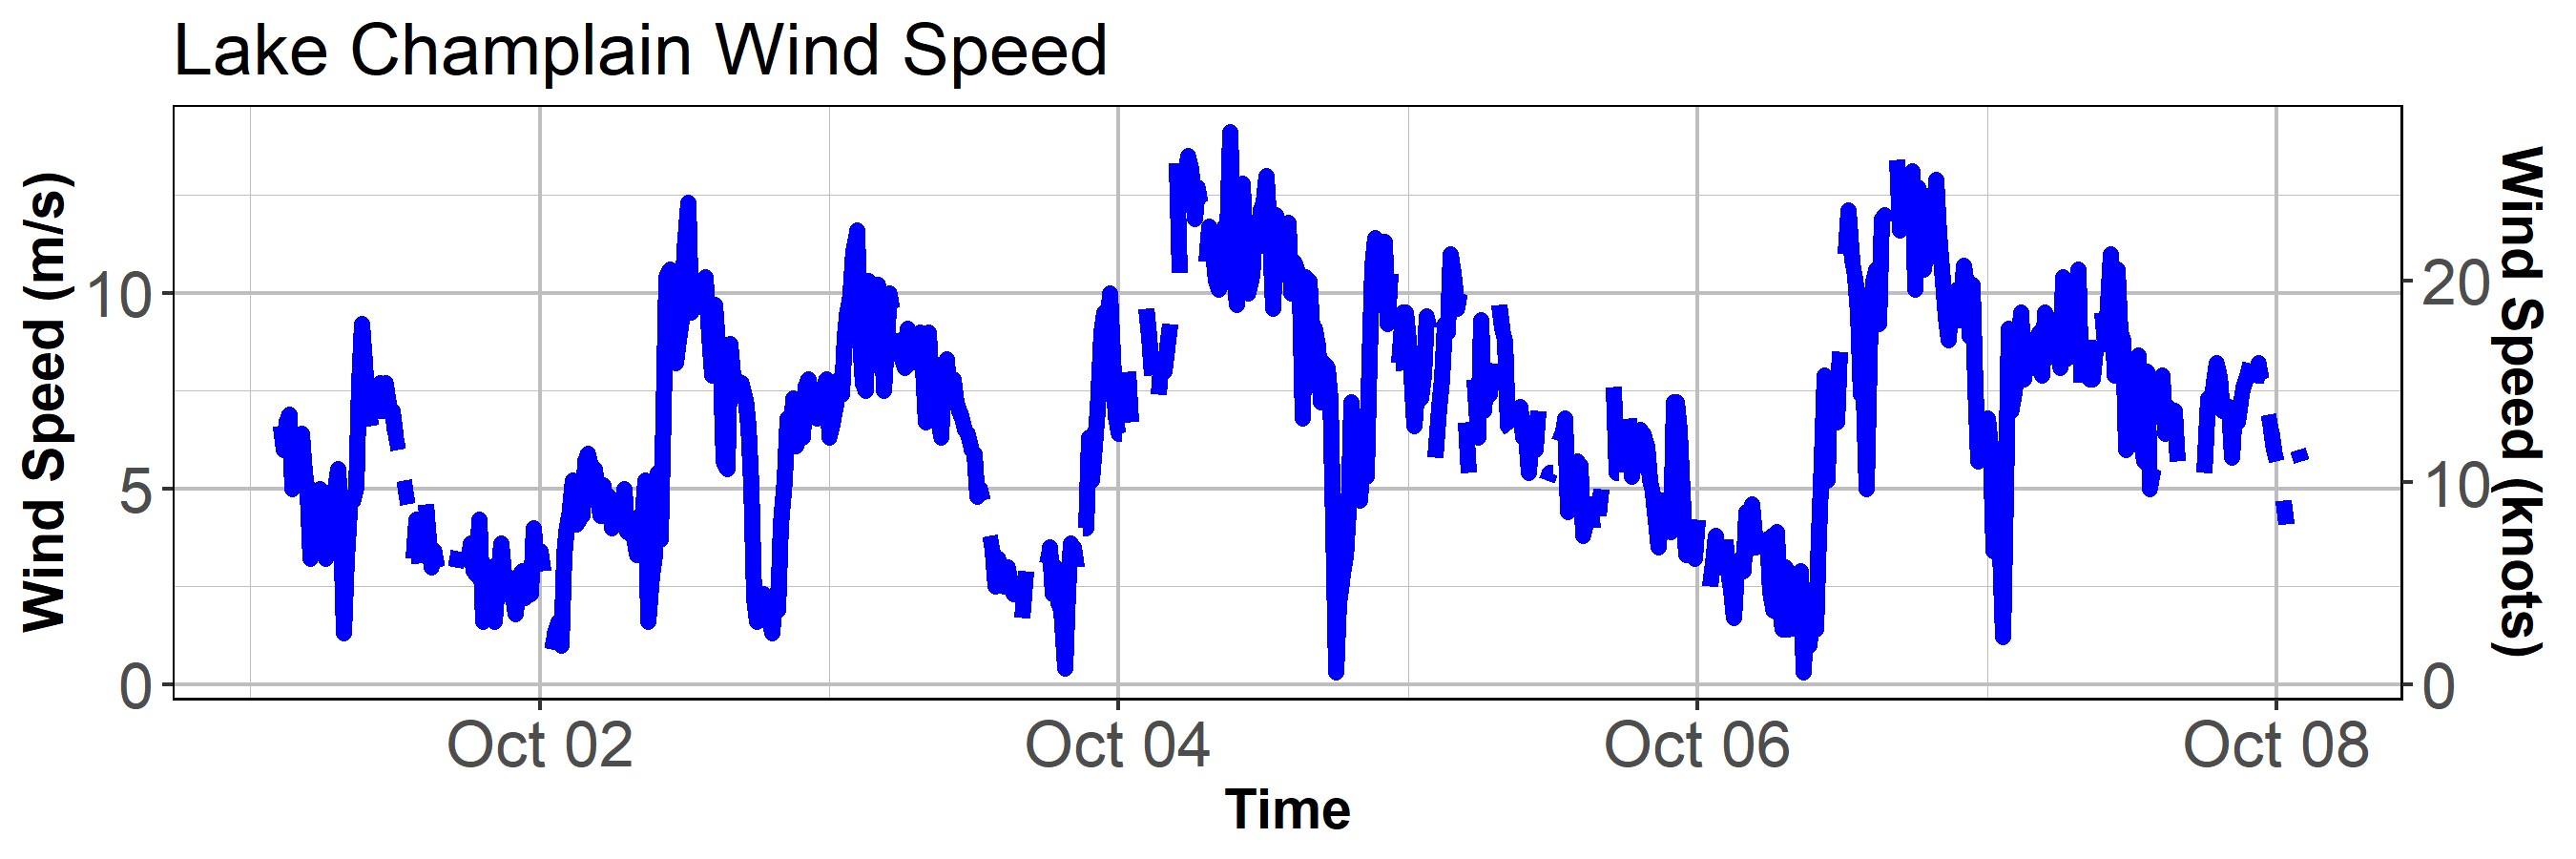 Lake Champlain Wind Speed
Wind Speed (m/s)
10
5
0
20
10
0
Wind Speed (knots)
Oct 02
Oct 04
Oct 06
Oct 08
Time